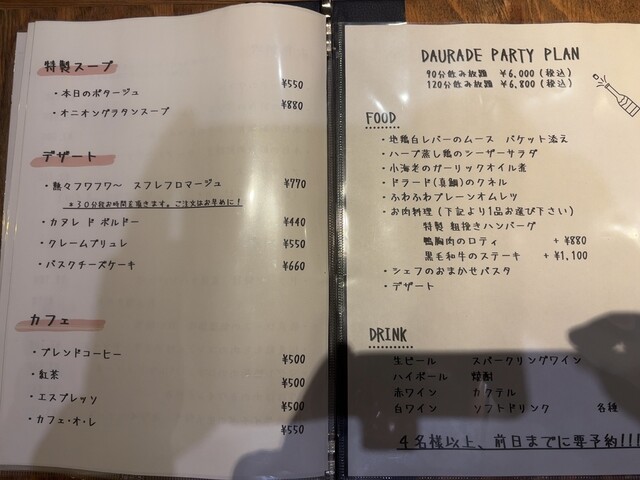 特製スープ
・本日のポタージュ ¥550
・オニオングラタンスープ ¥880
デザート
・熱々フワフワ〜 スフレフロマージュ ¥770
＊30分程お時間を頂きます。ご注文はお早めに！
・カヌレ ド ボルドー ¥440
・クレームブリュレ ¥550
・バスクチーズケーキ ¥660
カフェ
・ブレンドコーヒー ¥500
・紅茶 ¥500
・エスプレッソ ¥500
・カフェ・オ・レ ¥550
DAURADE PARTY PLAN
90分飲み放題 ¥6,000（税込）
120分飲み放題 ¥6,800（税込）
FOOD
・地鶏白レバーのムース バケット添え
・ハーブ蒸し鶏のシーザーサラダ
・小海老のガーリックオイル煮
・ドラード(真鯛)のクネル
・ふわふわプレーンオムレツ
・お肉料理（下記より1品お選び下さい）
特製 粗挽きハンバーグ
鴨胸肉のロティ +¥880
黒毛和牛のステーキ +¥1,100
・シェフのおまかせパスタ
・デザート
DRINK
生ビール スパークリングワイン
ハイボール 焼酎
赤ワイン カクテル
白ワイン ソフトドリンク 各種
4名様以上、前日までに要予約!!!